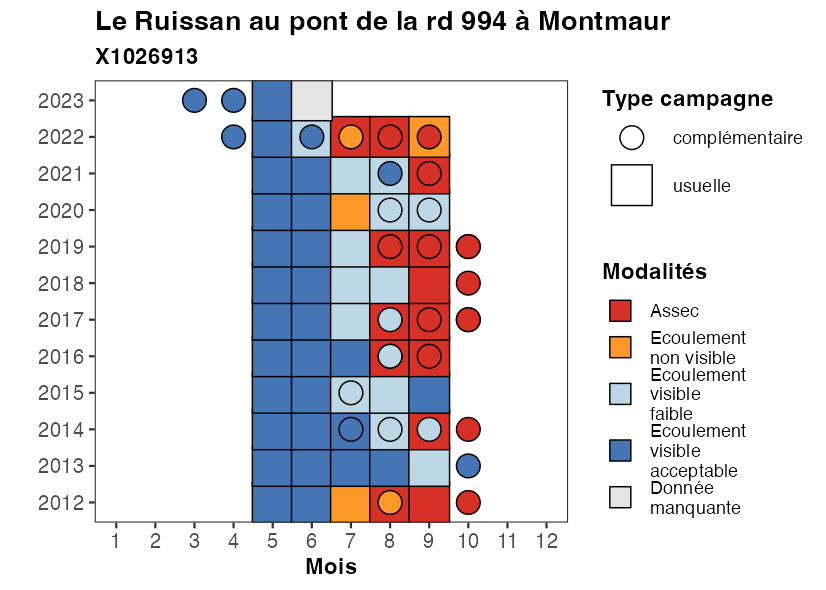 Le Ruissan au pont de la rd 994 à Montmaur
X1026913
2023
2022
2021
2020
2019
2018
2017
2016
2015
2014
2013
2012
1 2 3 4 5 6 7 8 9 10 11 12
Mois
Type campagne
complémentaire
usuelle
Modalités
Assec
Ecoulement
non visible
Ecoulement
visible
faible
Ecoulement
visible
acceptable
Donnée
manquante